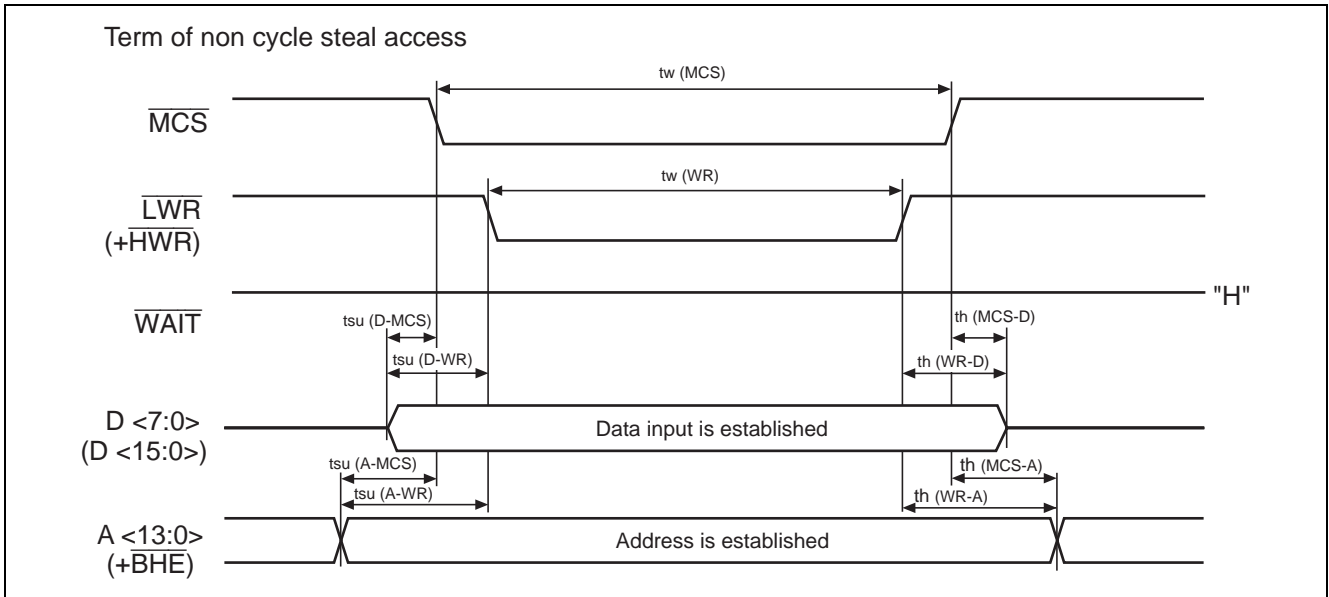 Term of non cycle steal access
tw (MCS)
MCS
tw (WR)
LWR
(+HWR)
"H"
WAIT
tsu (D-MCS)
th (MCS-D)
tsu (D-WR)
th (WR-D)
D <7:0>
(D <15:0>)
Data input is established
tsu (A-MCS)
th (MCS-A)
tsu (A-WR)
th (WR-A)
A <13:0>
(+BHE)
Address is established